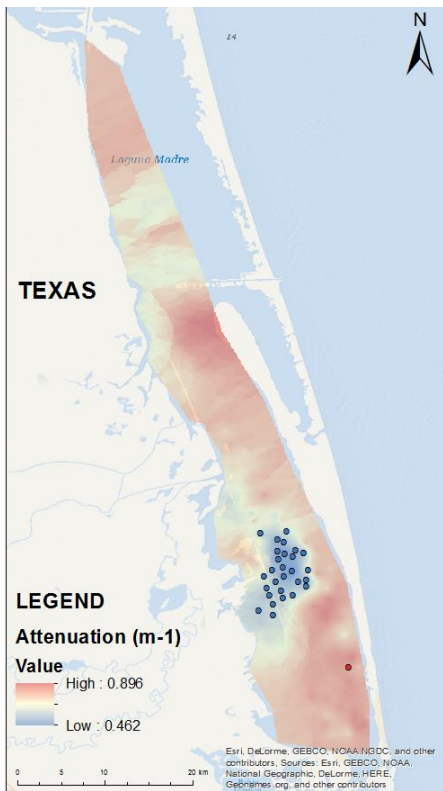 N
14
Laguna Madre
TEXAS
LEGEND
Attenuation (m-1)
Value
High : 0.896
Low : 0.462
0 5 10 20 km
Esri, DeLorme, GEBCO, NOAA NGDC, and other
contributors, Sources: Esri, GEBCO, NOAA,
National Geographic, DeLorme, HERE,
Geonames.org, and other contributors